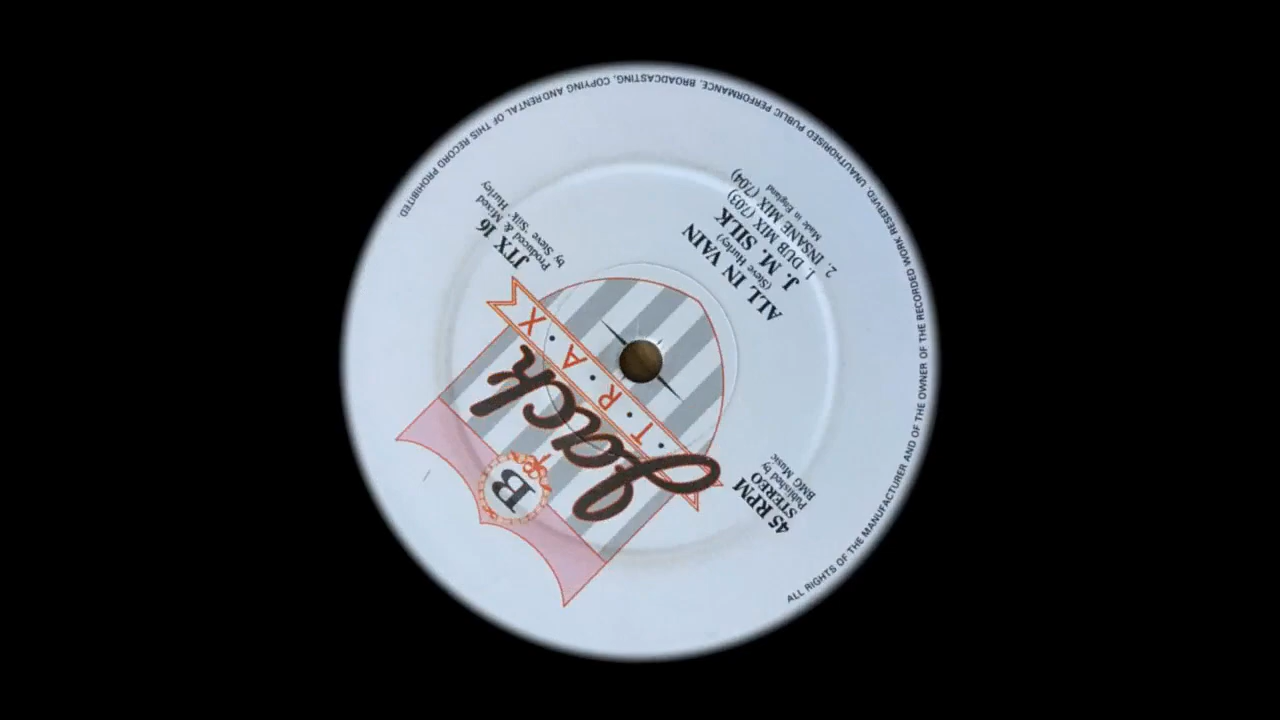 B
Jack
T·R·A·X
45 RPM
STEREO
Published by
BMG Music
JTX 16
Produced & Mixed
by Steve 'Silk' Hurley
ALL IN VAIN
(Steve Hurley)
J. M. SILK
1. DUB MIX (7.03)
2. INSANE MIX (7.04)
Made in England
ALL RIGHTS OF THE MANUFACTURER AND OF THE OWNER OF THE RECORDED WORK RESERVED. UNAUTHORISED PUBLIC PERFORMANCE, BROADCASTING, COPYING AND RENTAL OF THIS RECORD PROHIBITED.